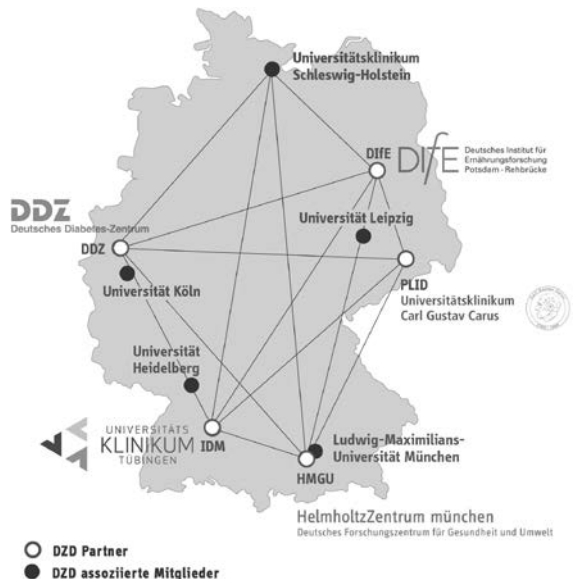 Universitätsklinikum
Schleswig-Holstein
DIfE
DIfE
Deutsches Institut für
Ernährungsforschung
Potsdam - Rehbrücke
Universität Leipzig
DDZ
Deutsches Diabetes-Zentrum
DDZ
Universität Köln
PLID
Universitätsklinikum
Carl Gustav Carus
Universität
Heidelberg
UNIVERSITÄTS
KLINIKUM
TÜBINGEN
IDM
Ludwig-Maximilians-
Universität München
HMGU
HelmholtzZentrum münchen
Deutsches Forschungszentrum für Gesundheit und Umwelt
DZD Partner
DZD assoziierte Mitglieder